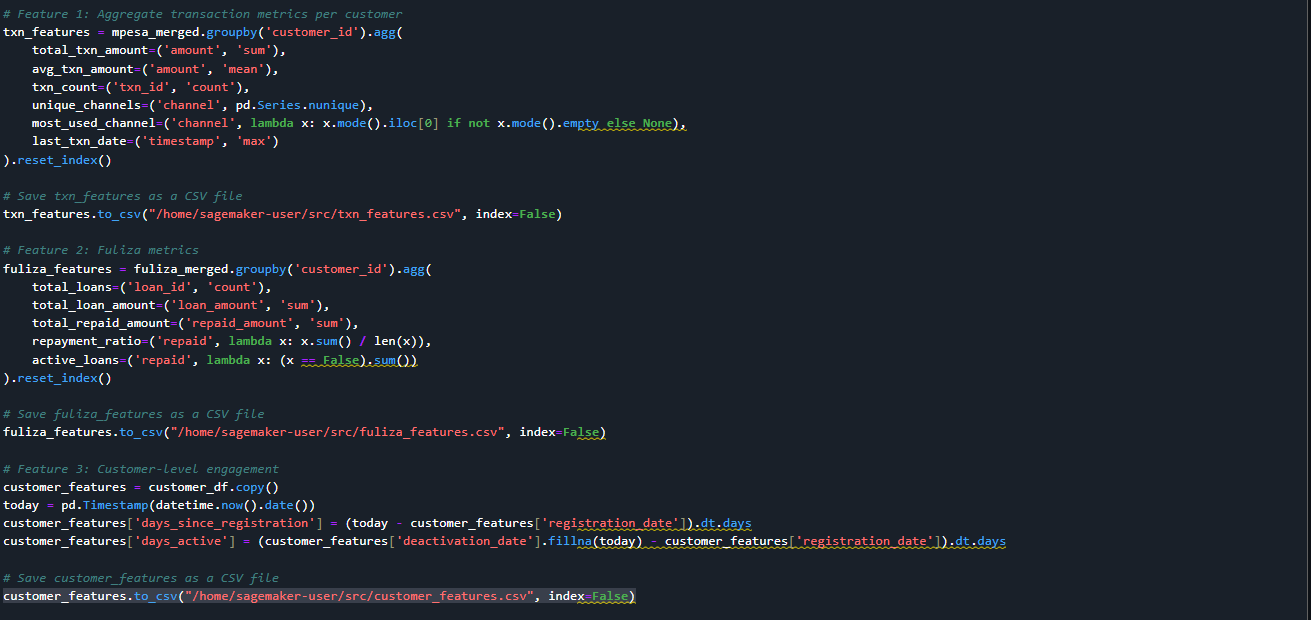 # Feature 1: Aggregate transaction metrics per customer
txn_features = mpesa_merged.groupby('customer_id').agg(
    total_txn_amount=('amount', 'sum'),
    avg_txn_amount=('amount', 'mean'),
    txn_count=('txn_id', 'count'),
    unique_channels=('channel', pd.Series.nunique),
    most_used_channel=('channel', lambda x: x.mode().iloc[0] if not x.mode().empty else None),
    last_txn_date=('timestamp', 'max')
).reset_index()

# Save txn_features as a CSV file
txn_features.to_csv("/home/sagemaker-user/src/txn_features.csv", index=False)

# Feature 2: Fuliza metrics
fuliza_features = fuliza_merged.groupby('customer_id').agg(
    total_loans=('loan_id', 'count'),
    total_loan_amount=('loan_amount', 'sum'),
    total_repaid_amount=('repaid_amount', 'sum'),
    repayment_ratio=('repaid', lambda x: x.sum() / len(x)),
    active_loans=('repaid', lambda x: (x == False).sum())
).reset_index()

# Save fuliza_features as a CSV file
fuliza_features.to_csv("/home/sagemaker-user/src/fuliza_features.csv", index=False)

# Feature 3: Customer-level engagement
customer_features = customer_df.copy()
today = pd.Timestamp(datetime.now().date())
customer_features['days_since_registration'] = (today - customer_features['registration_date']).dt.days
customer_features['days_active'] = (customer_features['deactivation_date'].fillna(today) - customer_features['registration_date']).dt.days

# Save customer_features as a CSV file
customer_features.to_csv("/home/sagemaker-user/src/customer_features.csv", index=False)